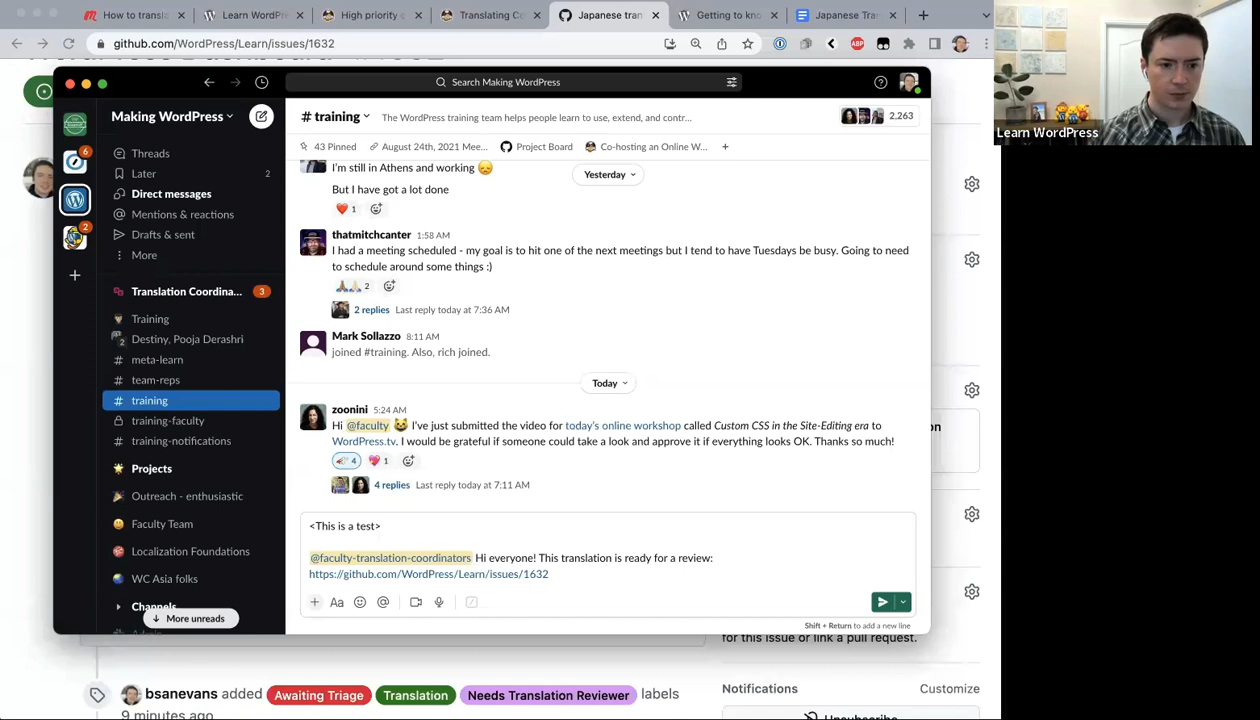 How to transla
Learn WordPres
High priority c
Translating Co
Japanese tran
Getting to kno
Japanese Tran
github.com/WordPress/Learn/issues/1632
ABP
Search Making WordPress
Learn WordPress
Making WordPress
# training
The WordPress training team helps people learn to use, extend, and contr...
2,263
43 Pinned
August 24th, 2021 Mee...
Project Board
Co-hosting an Online W...
Threads
Later 2
Direct messages
Mentions & reactions
Drafts & sent
More
Translation Coordina... 3
Training
2 Destiny, Pooja Derashri
# meta-learn
# team-reps
# training
training-faculty
# training-notifications
Projects
Outreach - enthusiastic
Faculty Team
Localization Foundations
WC Asia folks
Channels
More unreads
6
2
I'm still in Athens and working
Yesterday
But I have got a lot done
1
thatmitchcanter 1:58 AM
I had a meeting scheduled - my goal is to hit one of the next meetings but I tend to have Tuesdays be busy. Going to need
to schedule around some things :)
2
2 replies Last reply today at 7:36 AM
Mark Sollazzo 8:11 AM
joined #training. Also, rich joined.
Today
zoonini 5:24 AM
Hi @faculty I've just submitted the video for today's online workshop called Custom CSS in the Site-Editing era to
WordPress.tv. I would be grateful if someone could take a look and approve it if everything looks OK. Thanks so much!
4 1
4 replies Last reply today at 7:11 AM
<This is a test>
@faculty-translation-coordinators Hi everyone! This translation is ready for a review:
https://github.com/WordPress/Learn/issues/1632
Aa
Shift + Return to add a new line
on
for this issue or link a pull request.
bsanevans added Awaiting Triage Translation Needs Translation Reviewer labels
9 minutes ago
Notifications
Customize
Unsubscribe